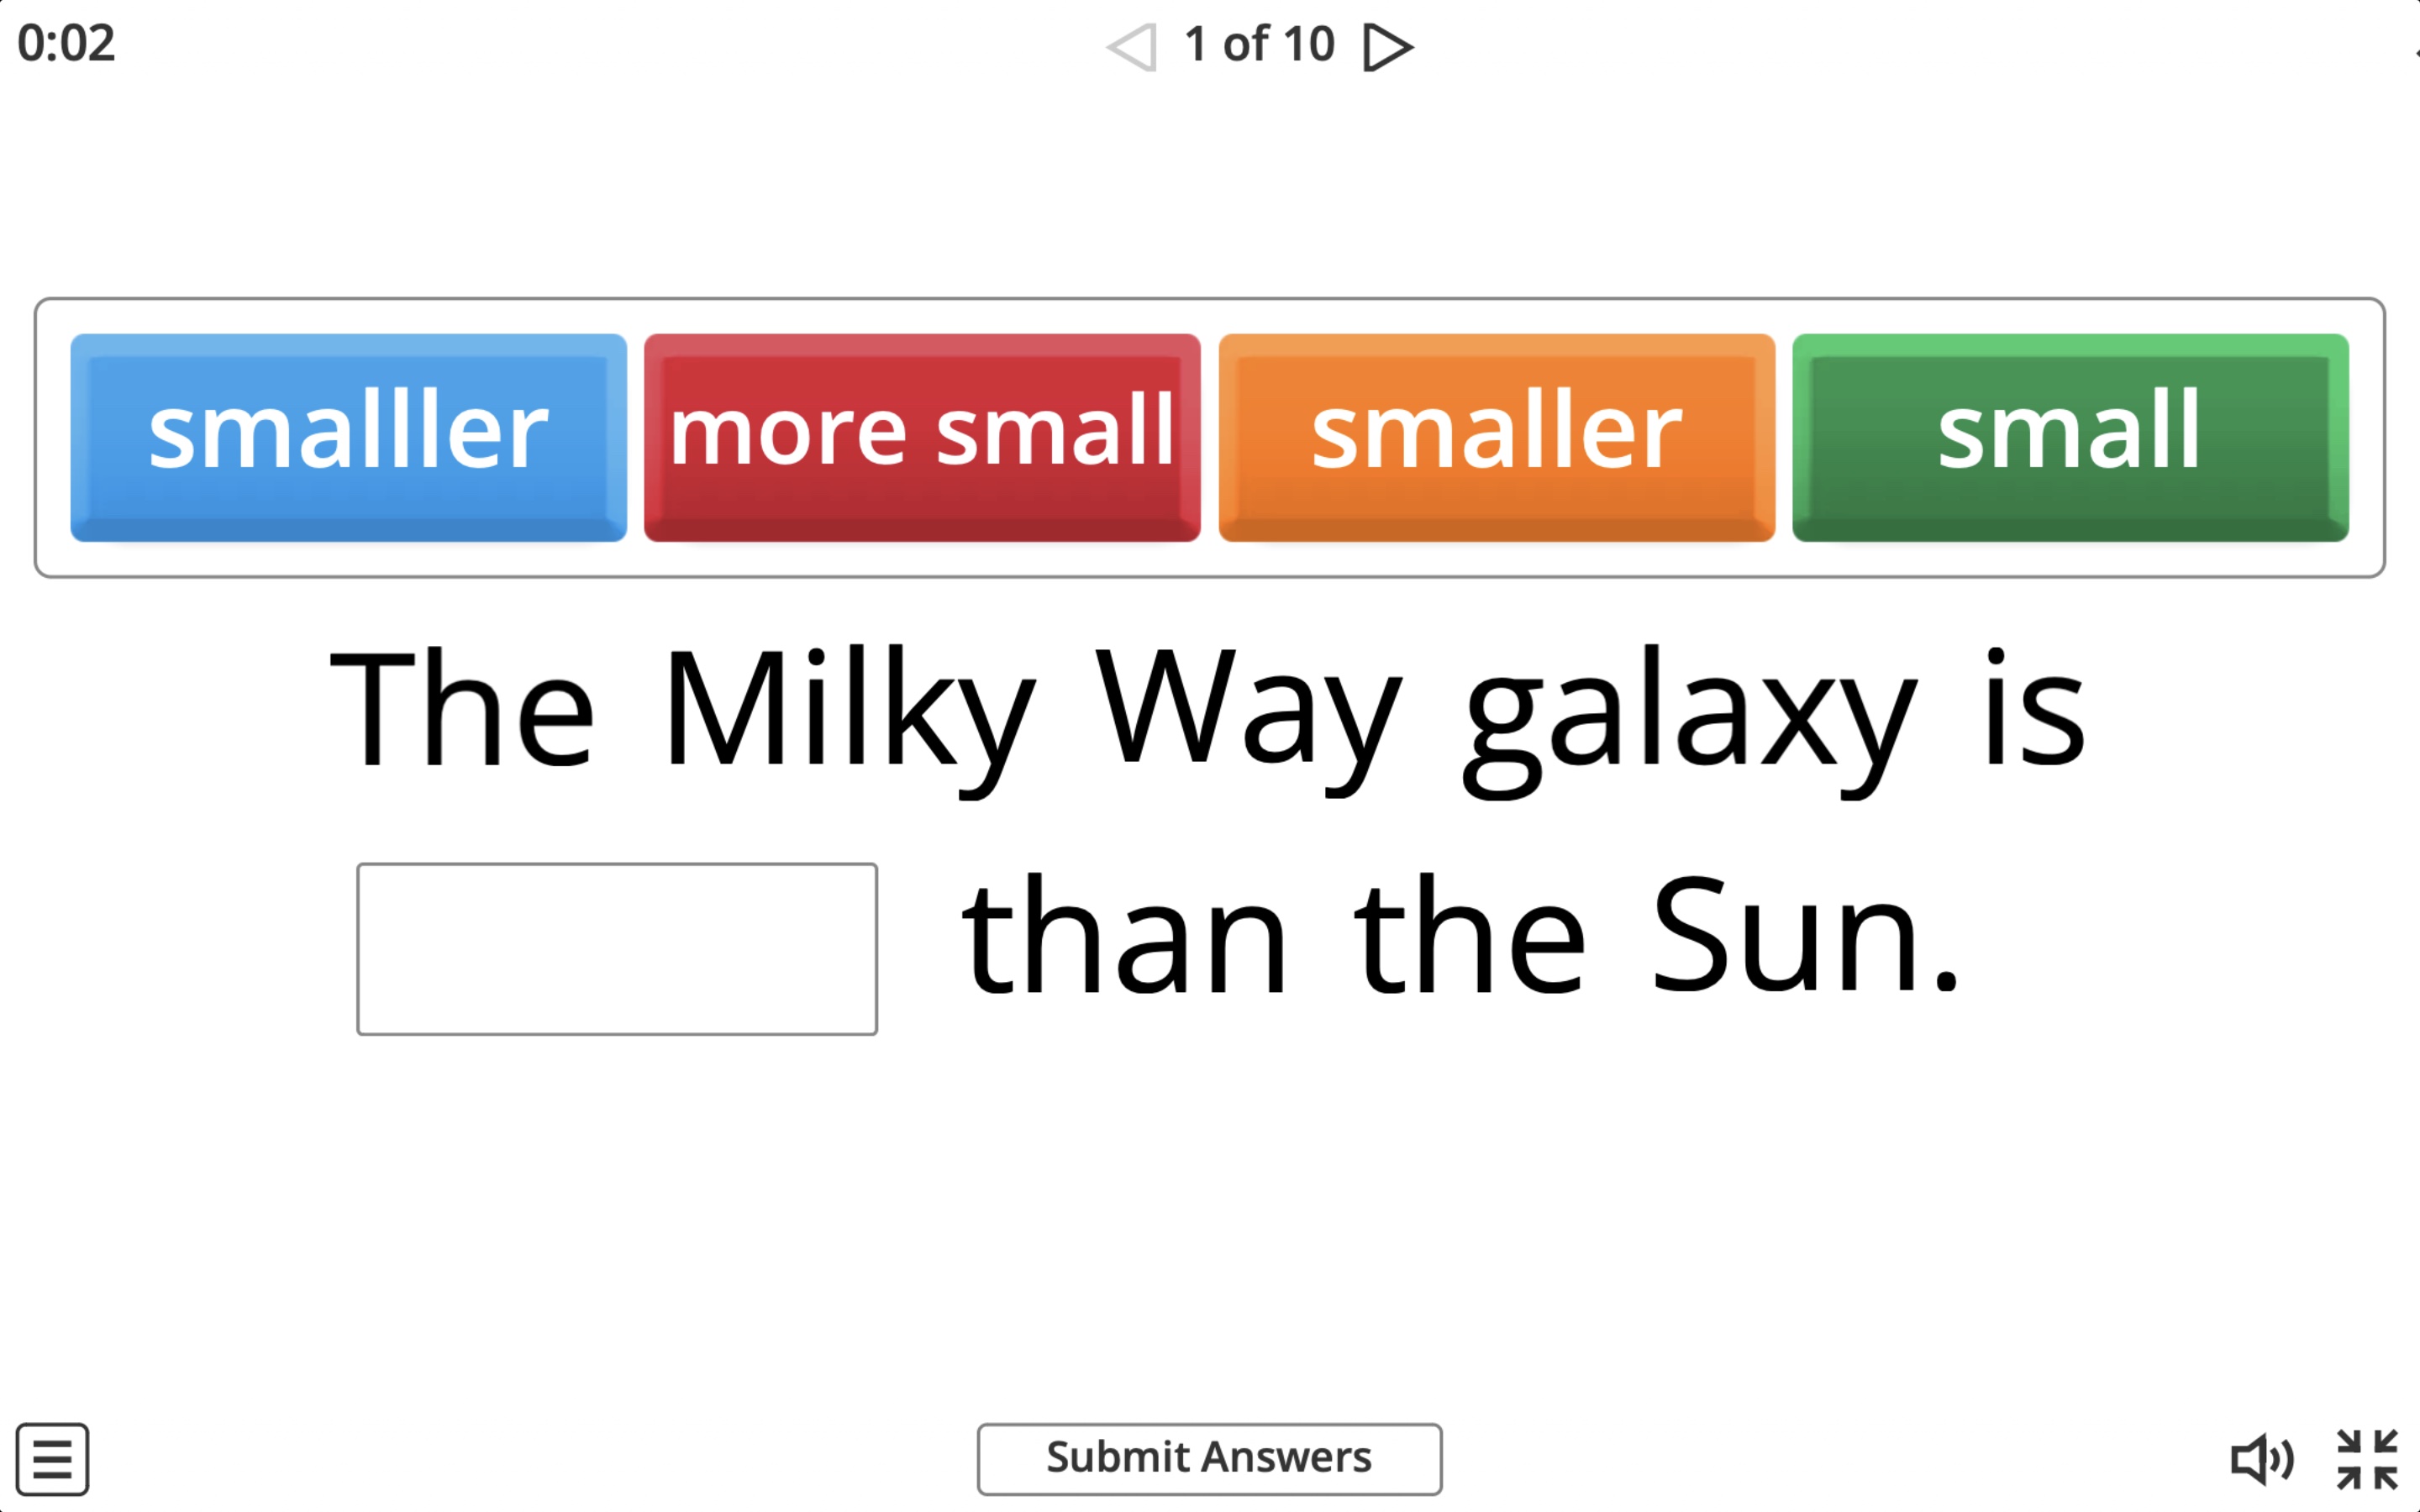 0:02
1 of 10
smalller
more small
smaller
small
The Milky Way galaxy is
than the Sun.
Submit Answers